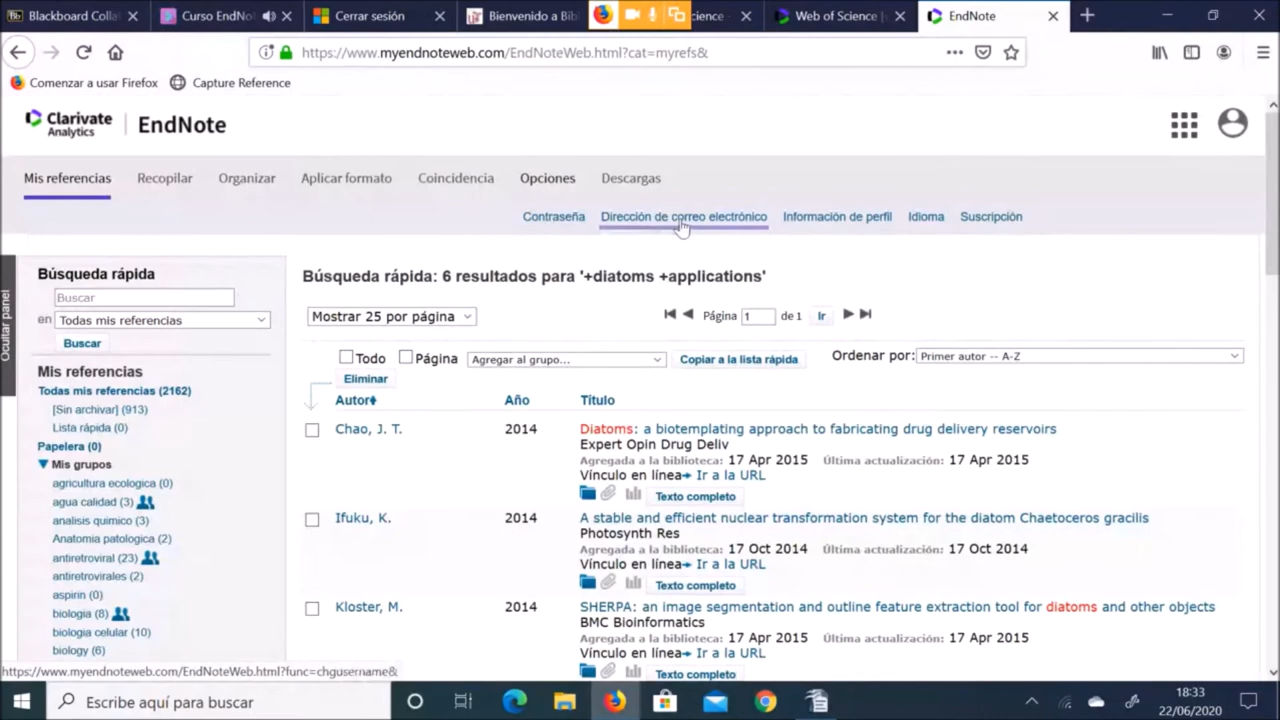 Blackboard Colla
Curso EndNo
Cerrar sesión
Bienvenido a Bib
cience -
Web of Science [
EndNote
https://www.myendnoteweb.com/EndNoteWeb.html?cat=myrefs&
Comenzar a usar Firefox
Capture Reference
Clarivate
Analytics
EndNote
Mis referencias
Recopilar
Organizar
Aplicar formato
Coincidencia
Opciones
Descargas
Contraseña
Dirección de correo electrónico
Información de perfil
Idioma
Suscripción
Ocultar panel
Búsqueda rápida
Buscar
en Todas mis referencias
Buscar
Mis referencias
Todas mis referencias (2162)
[Sin archivar] (913)
Lista rápida (0)
Papelera (0)
Mis grupos
agricultura ecologica (0)
agua calidad (3)
analisis quimico (3)
Anatomia patologica (2)
antiretroviral (23)
antiretrovirales (2)
aspirin (0)
biologia (8)
biologia celular (10)
biology (6)
Búsqueda rápida: 6 resultados para '+diatoms +applications'
Mostrar 25 por página
Página 1 de 1 Ir
Todo
Página
Agregar al grupo...
Copiar a la lista rápida
Ordenar por: Primer autor -- A-Z
Eliminar
Autor
Año
Título
Chao, J. T.
2014
Diatoms: a biotemplating approach to fabricating drug delivery reservoirs
Expert Opin Drug Deliv
Agregada a la biblioteca: 17 Apr 2015 Última actualización: 17 Apr 2015
Vínculo en línea Ir a la URL
Texto completo
Ifuku, K.
2014
A stable and efficient nuclear transformation system for the diatom Chaetoceros gracilis
Photosynth Res
Agregada a la biblioteca: 17 Oct 2014 Última actualización: 17 Oct 2014
Vínculo en línea Ir a la URL
Texto completo
Kloster, M.
2014
SHERPA: an image segmentation and outline feature extraction tool for diatoms and other objects
BMC Bioinformatics
Agregada a la biblioteca: 17 Apr 2015 Última actualización: 17 Apr 2015
Vínculo en línea Ir a la URL
Texto completo
https://www.myendnoteweb.com/EndNoteWeb.html?func=chgusername&
Escribe aquí para buscar
18:33
22/06/2020